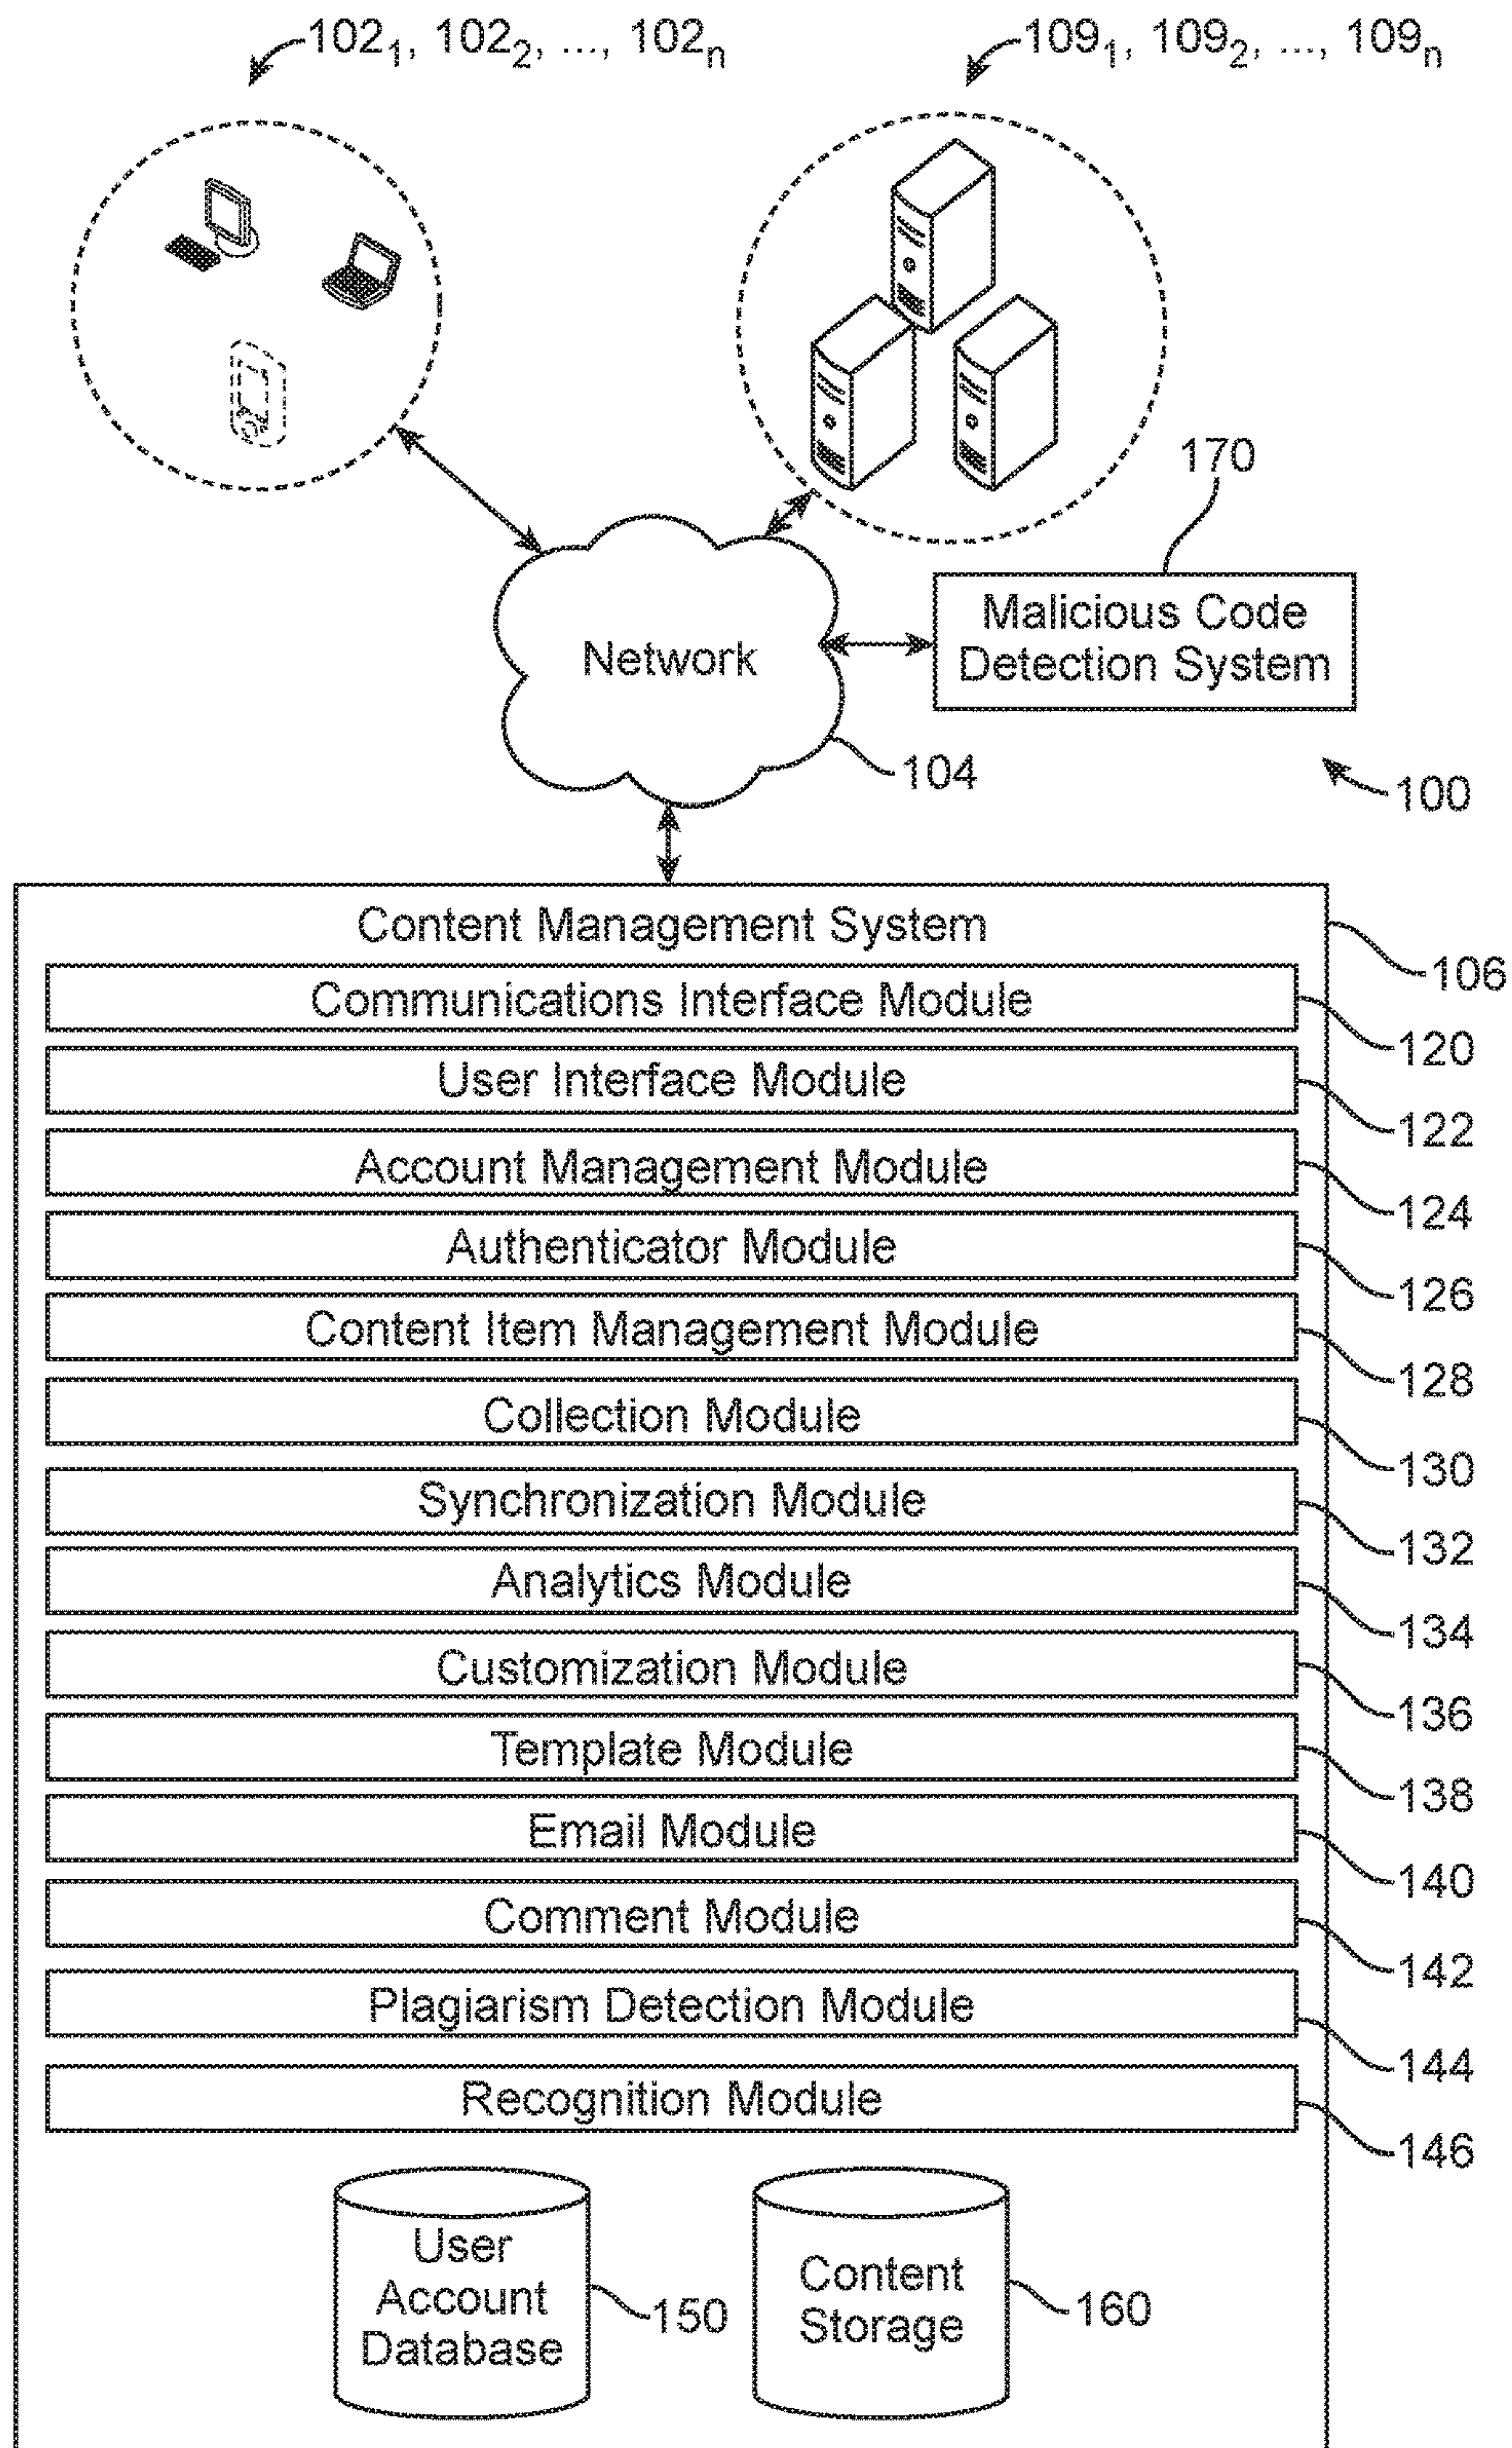 102₁, 102₂, ..., 102ₙ
109₁, 109₂, ..., 109ₙ
170
Malicious Code
Detection System
Network
104
100
Content Management System
106
Communications Interface Module
120
User Interface Module
122
Account Management Module
124
Authenticator Module
126
Content Item Management Module
128
Collection Module
130
Synchronization Module
132
Analytics Module
134
Customization Module
136
Template Module
138
Email Module
140
Comment Module
142
Plagiarism Detection Module
144
Recognition Module
146
User
Account
Database
150
Content
Storage
160